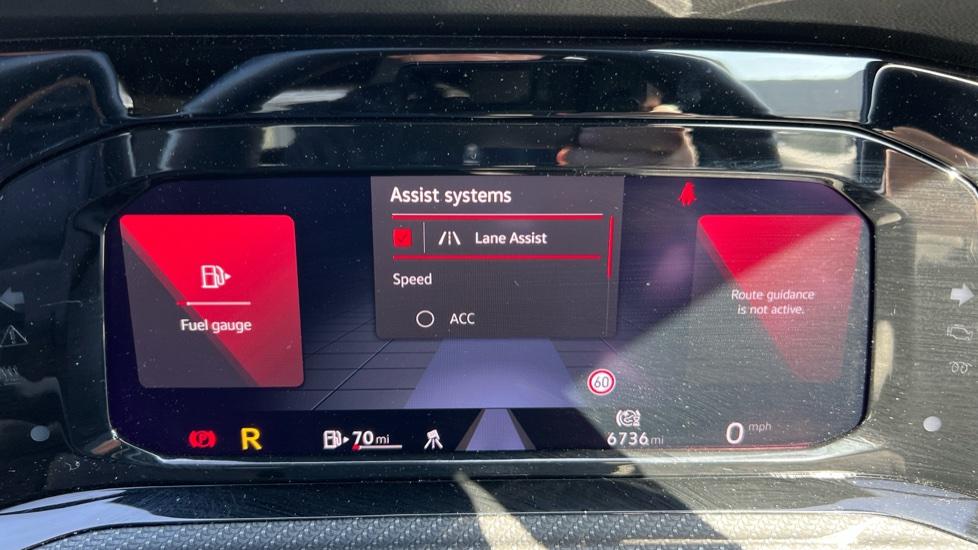 Assist systems
Lane Assist
Speed
ACC
Fuel gauge
Route guidance
is not active.
60
P R 70 mi 6736 mi 0 mph